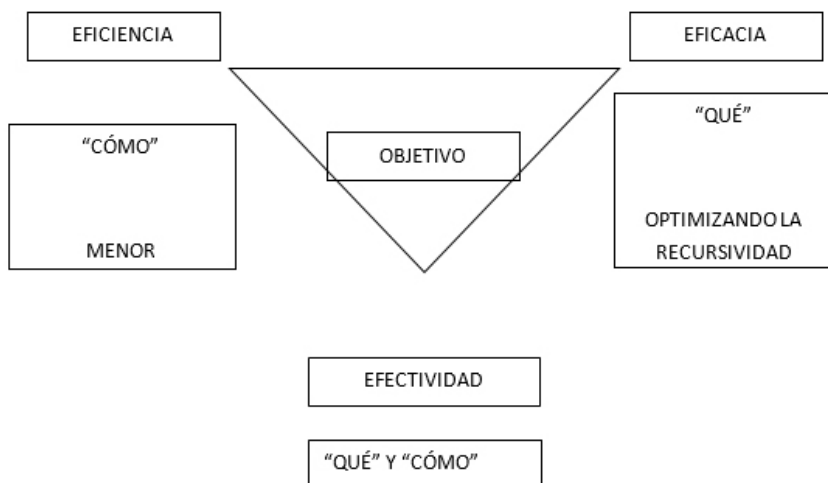 EFICIENCIA
EFICACIA
“CÓMO”
MENOR
OBJETIVO
“QUÉ”
OPTIMIZANDO LA
RECURSIVIDAD
EFECTIVIDAD
“QUÉ” Y “CÓMO”